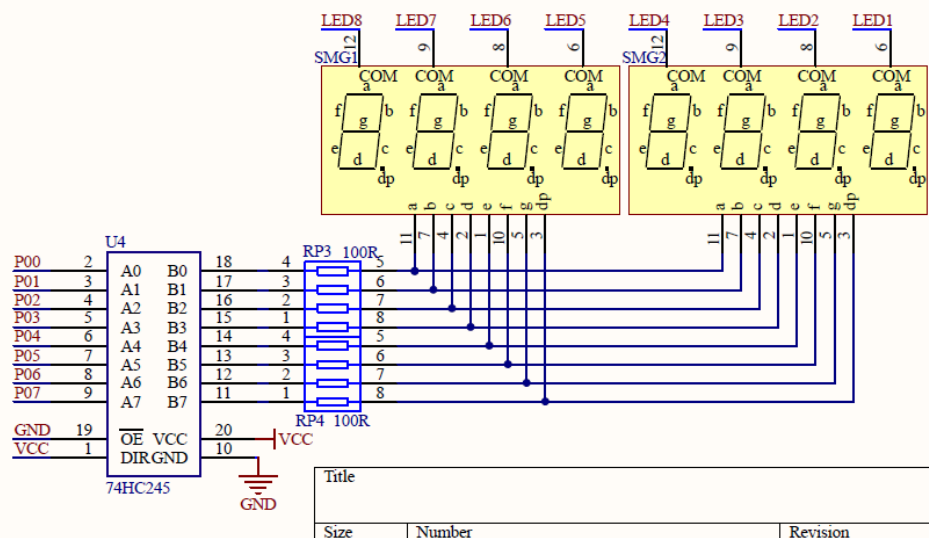 LED8 LED7 LED6 LED5 LED4 LED3 LED2 LED1
12 9 8 6 12 9 8 6
SMG1 SMG2
COM COM COM COM COM COM COM COM
a a a a a a a a
f b f b f b f b f b f b f b f b
g g g g g g g g
e c e c e c e c e c e c e c e c
d d d d d d d d
dp dp dp dp dp dp dp dp
a b c d e f g dp a b c d e f g dp
11 7 4 2 1 10 5 3 11 7 4 2 1 10 5 3
U4
RP3 100R
P00 2 A0 B0 18 4 5
P01 3 A1 B1 17 3 6
P02 4 A2 B2 16 2 7
P03 5 A3 B3 15 1 8
P04 6 A4 B4 14 4 5
P05 7 A5 B5 13 3 6
P06 8 A6 B6 12 2 7
P07 9 A7 B7 11 1 8
RP4 100R
GND 19 OE VCC 20 VCC
VCC 1 DIR GND 10
74HC245
GND
Title
Size Number Revision